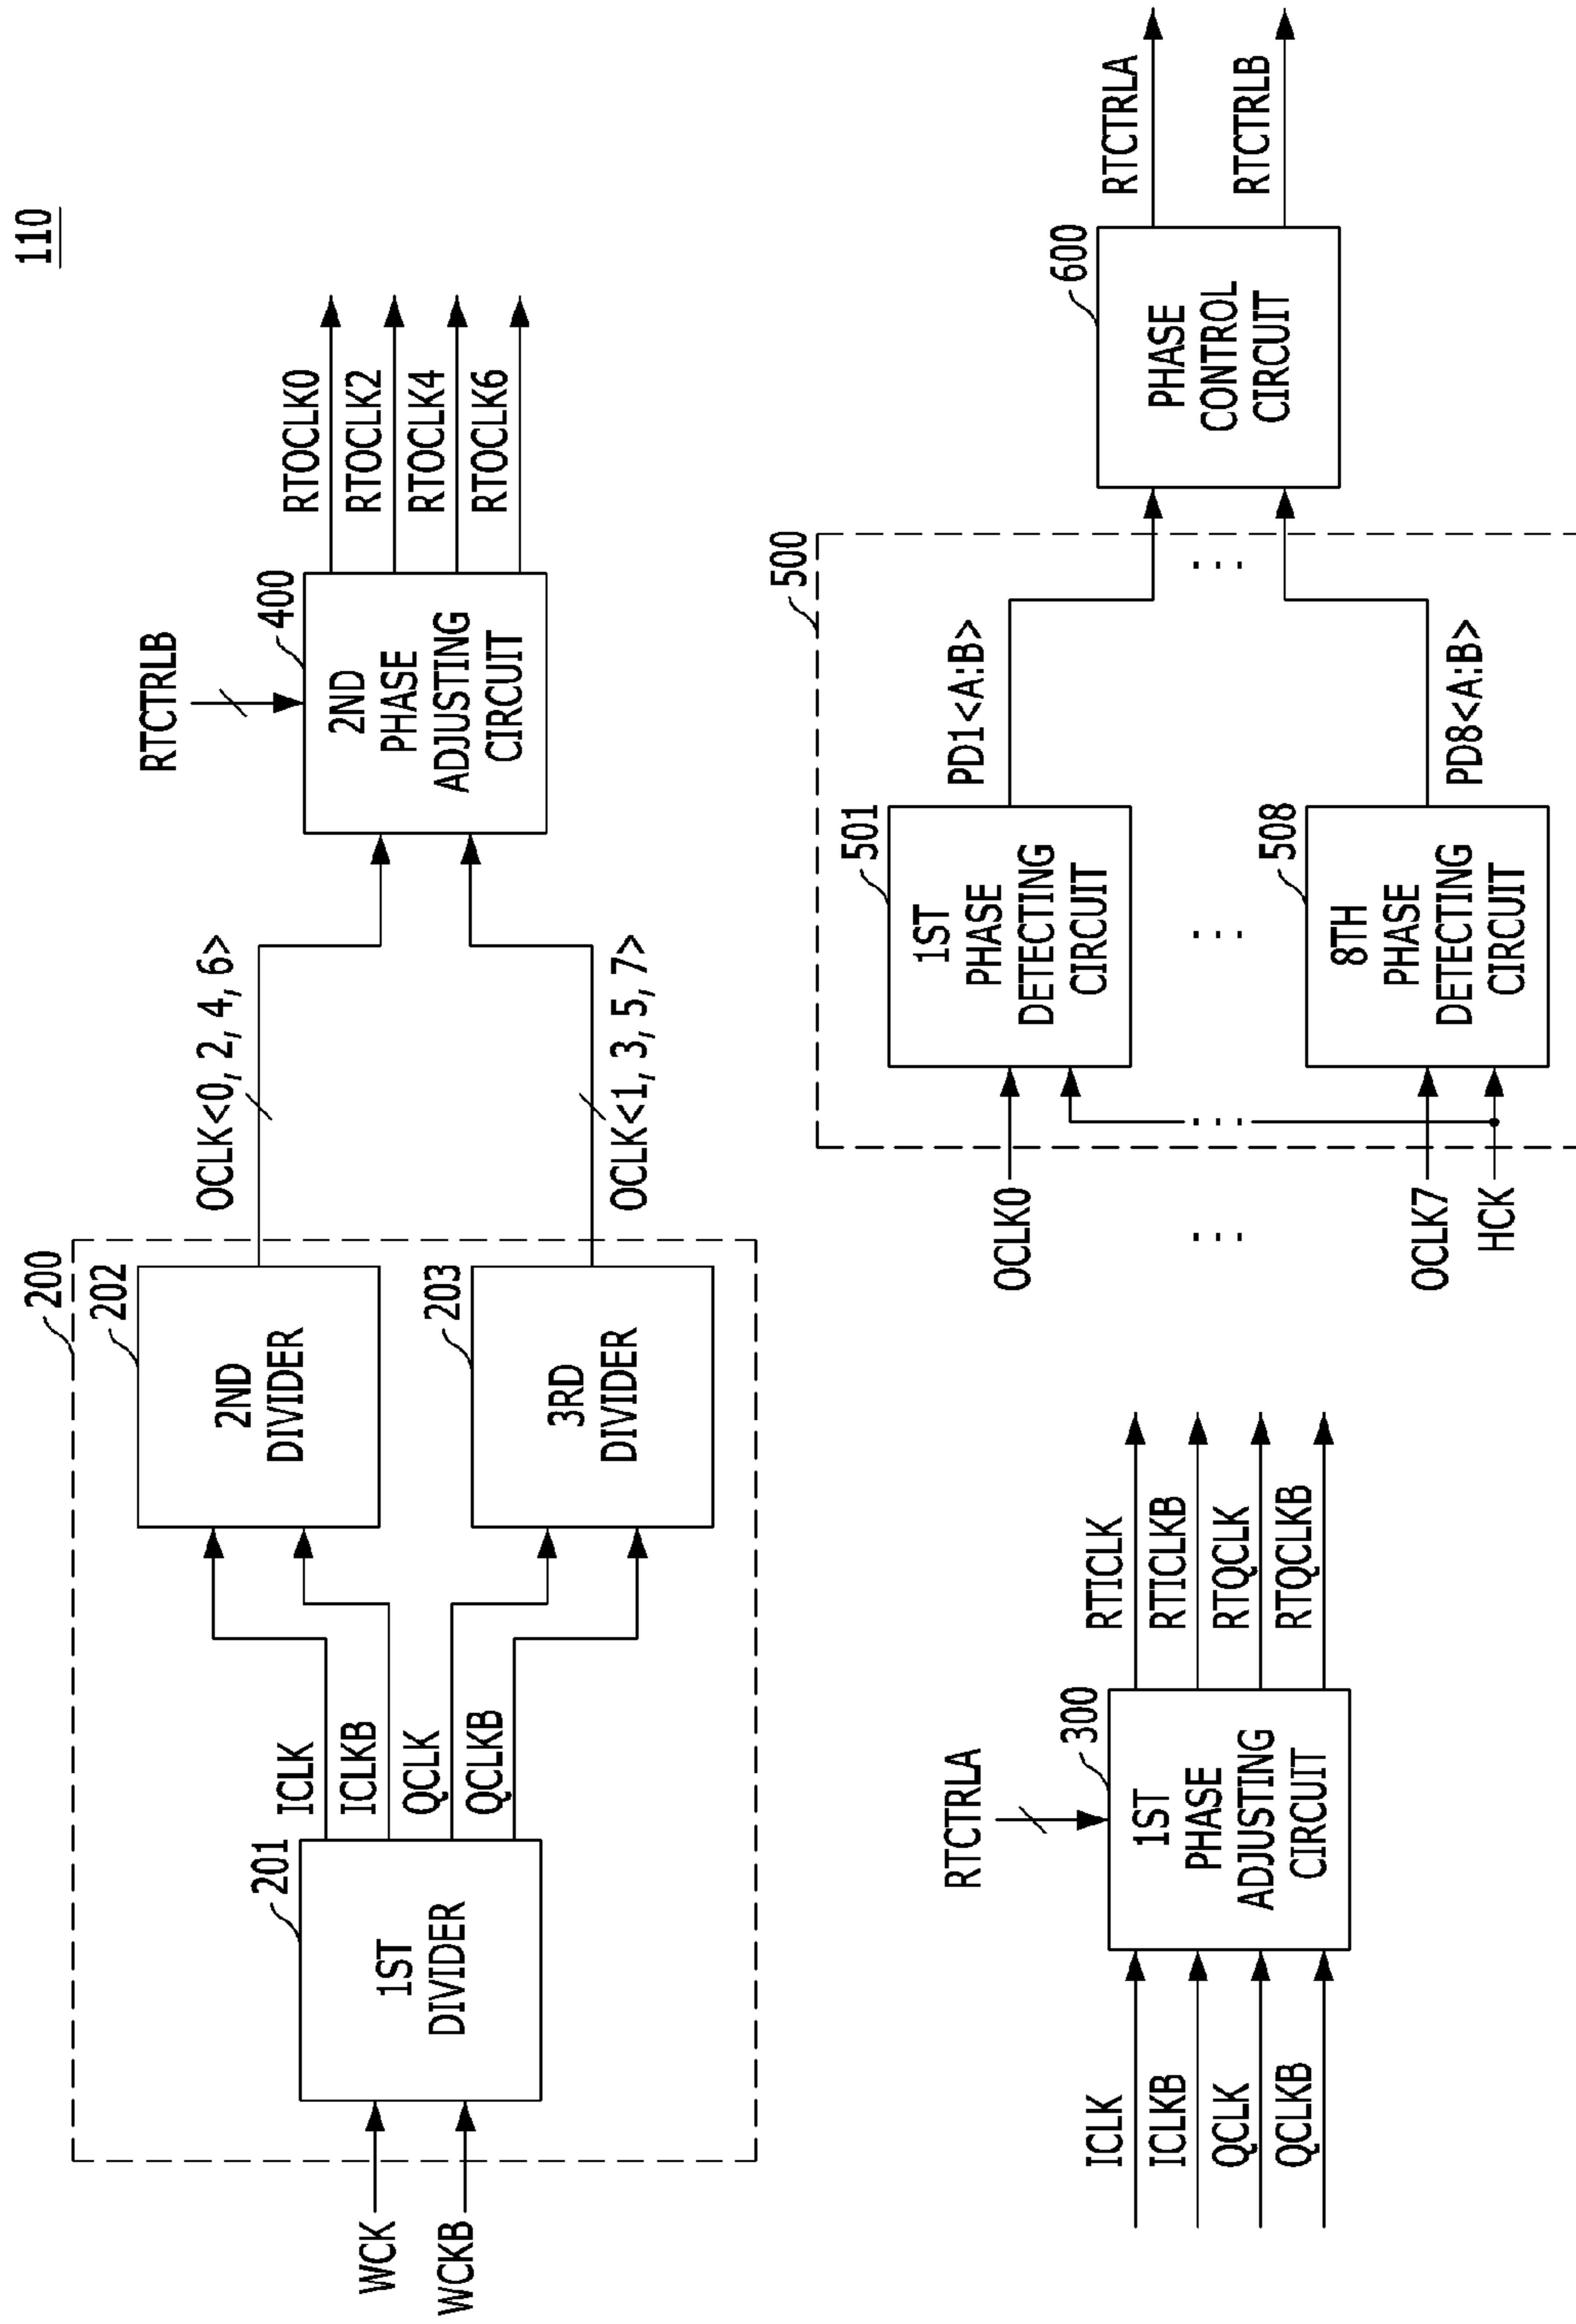 110
200
201
1ST
DIVIDER
WCK
WCKB
ICLK
ICLKB
QCLK
QCLKB
202
2ND
DIVIDER
203
3RD
DIVIDER
OCLK<0, 2, 4, 6>
OCLK<1, 3, 5, 7>
RTCTRLB
400
2ND
PHASE
ADJUSTING
CIRCUIT
RTOCLK0
RTOCLK2
RTOCLK4
RTOCLK6
RTCTRLA
300
1ST
PHASE
ADJUSTING
CIRCUIT
ICLK
ICLKB
QCLK
QCLKB
RTICLK
RTICLKB
RTQCLK
RTQCLKB
500
OCLK0
...
OCLK7
HCK
...
501
1ST
PHASE
DETECTING
CIRCUIT
...
508
8TH
PHASE
DETECTING
CIRCUIT
PD1<A:B>
PD8<A:B>
...
600
PHASE
CONTROL
CIRCUIT
RTCTRLA
RTCTRLB